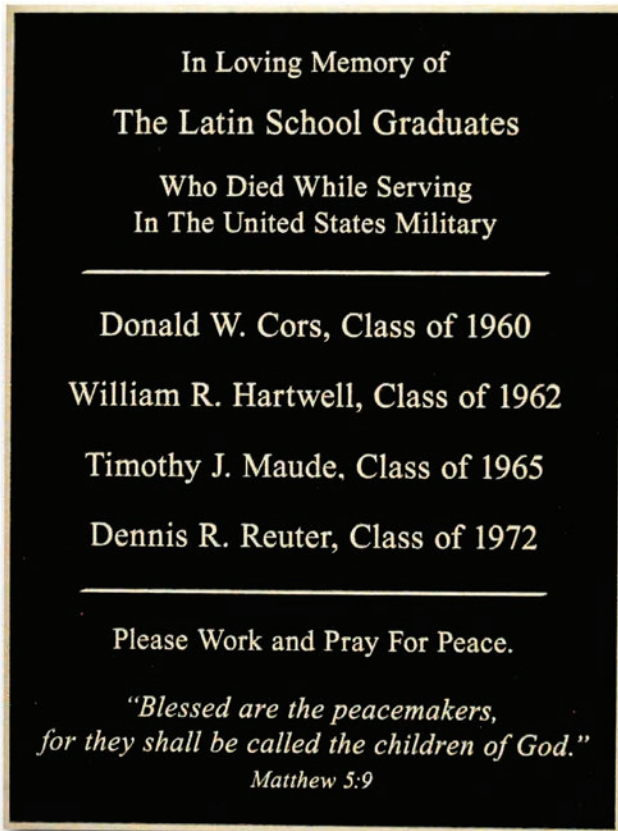 In Loving Memory of
The Latin School Graduates
Who Died While Serving
In The United States Military
Donald W. Cors, Class of 1960
William R. Hartwell, Class of 1962
Timothy J. Maude, Class of 1965
Dennis R. Reuter, Class of 1972
Please Work and Pray For Peace.
“Blessed are the peacemakers,
for they shall be called the children of God.”
Matthew 5:9